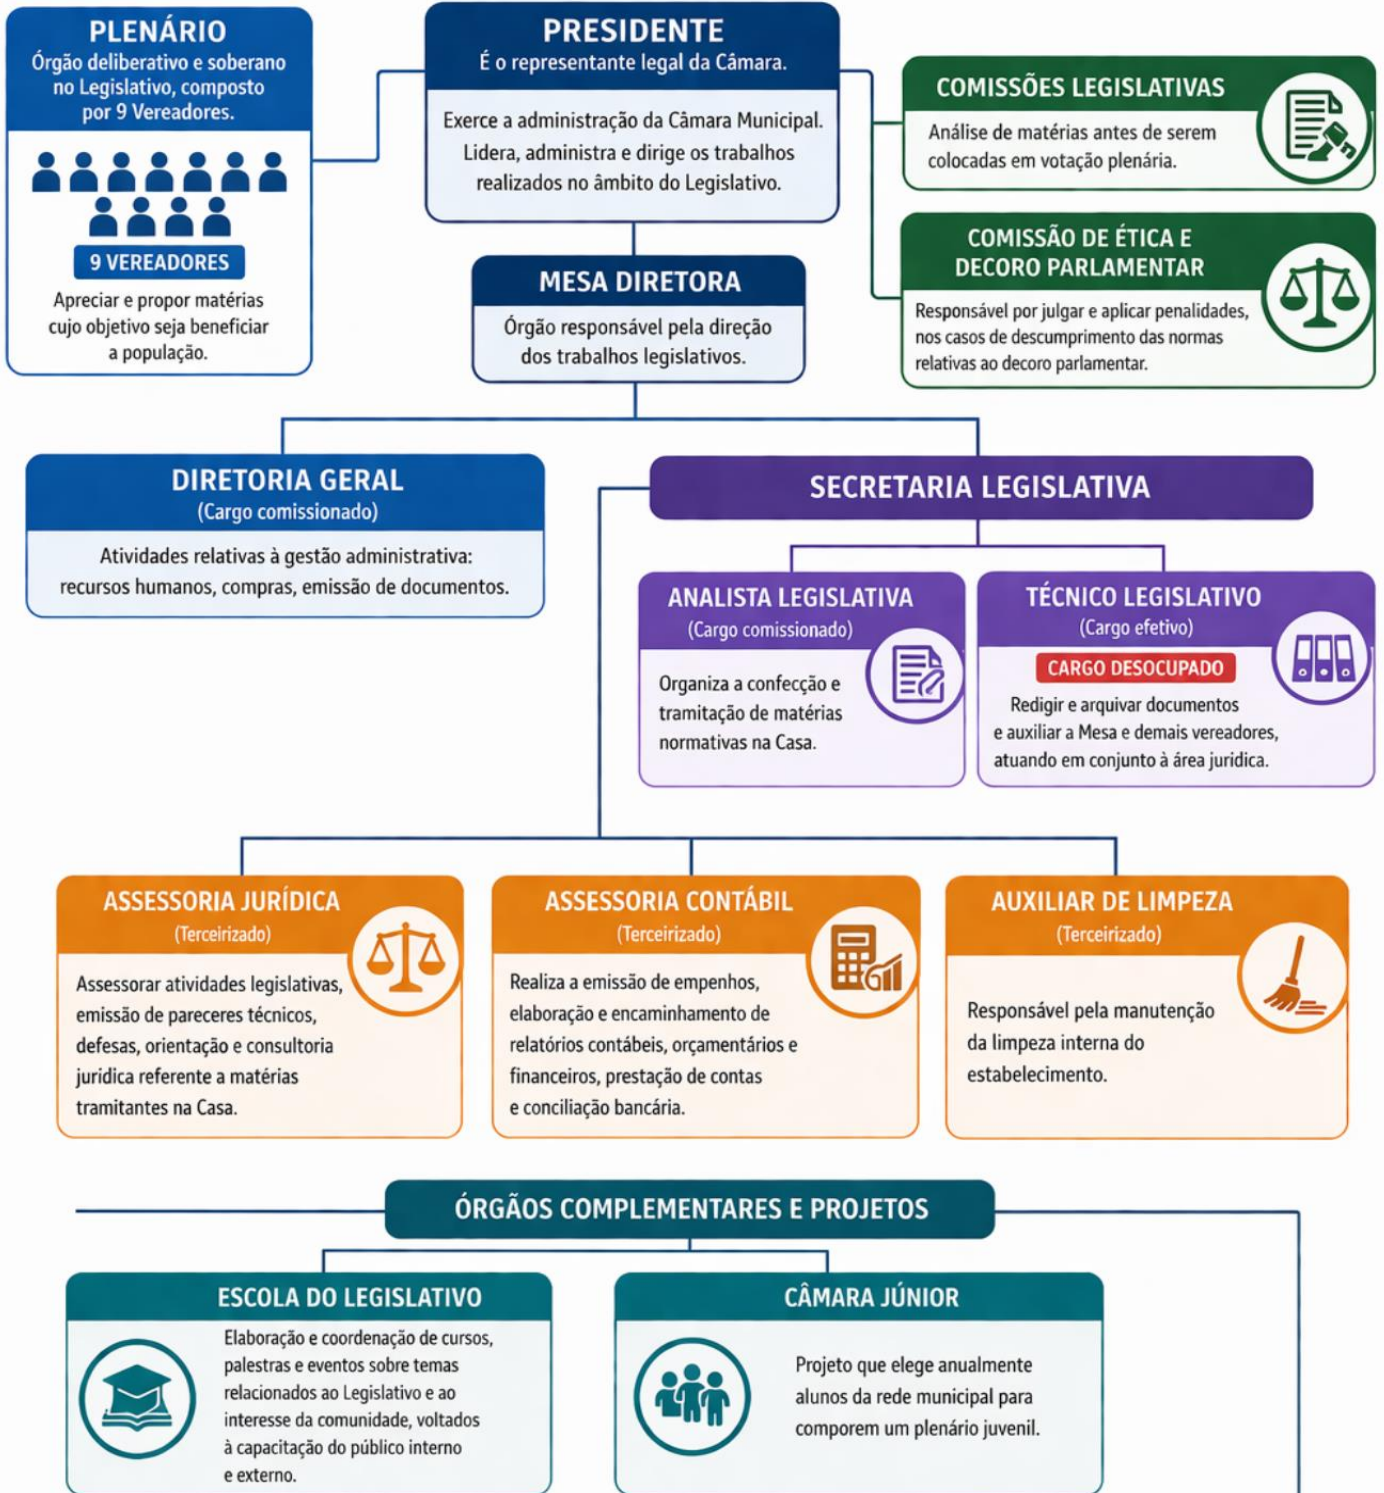 PLENÁRIO
Órgão deliberativo e soberano
no Legislativo, composto
por 9 Vereadores.
9 VEREADORES
Apreciar e propor matérias
cujo objetivo seja beneficiar
a população.
PRESIDENTE
É o representante legal da Câmara.
Exerce a administração da Câmara Municipal.
Lidera, administra e dirige os trabalhos
realizados no âmbito do Legislativo.
COMISSÕES LEGISLATIVAS
Análise de matérias antes de serem
colocadas em votação plenária.
COMISSÃO DE ÉTICA E
DECORO PARLAMENTAR
Responsável por julgar e aplicar penalidades,
nos casos de descumprimento das normas
relativas ao decoro parlamentar.
MESA DIRETORA
Órgão responsável pela direção
dos trabalhos legislativos.
DIRETORIA GERAL
(Cargo comissionado)
Atividades relativas à gestão administrativa:
recursos humanos, compras, emissão de documentos.
SECRETARIA LEGISLATIVA
ANALISTA LEGISLATIVA
(Cargo comissionado)
Organiza a confecção e
tramitação de matérias
normativas na Casa.
TÉCNICO LEGISLATIVO
(Cargo efetivo)
CARGO DESOCUPADO
Redigir e arquivar documentos
e auxiliar a Mesa e demais vereadores,
atuando em conjunto à área jurídica.
ASSESSORIA JURÍDICA
(Terceirizado)
Assessorar atividades legislativas,
emissão de pareceres técnicos,
defesas, orientação e consultoria
jurídica referente a matérias
tramitantes na Casa.
ASSESSORIA CONTÁBIL
(Terceirizado)
Realiza a emissão de empenhos,
elaboração e encaminhamento de
relatórios contábeis, orçamentários e
financeiros, prestação de contas
e conciliação bancária.
AUXILIAR DE LIMPEZA
(Terceirizado)
Responsável pela manutenção
da limpeza interna do
estabelecimento.
ÓRGÃOS COMPLEMENTARES E PROJETOS
ESCOLA DO LEGISLATIVO
Elaboração e coordenação de cursos,
palestras e eventos sobre temas
relacionados ao Legislativo e ao
interesse da comunidade, voltados
à capacitação do público interno
e externo.
CÂMARA JÚNIOR
Projeto que elege anualmente
alunos da rede municipal para
comporem um plenário juvenil.